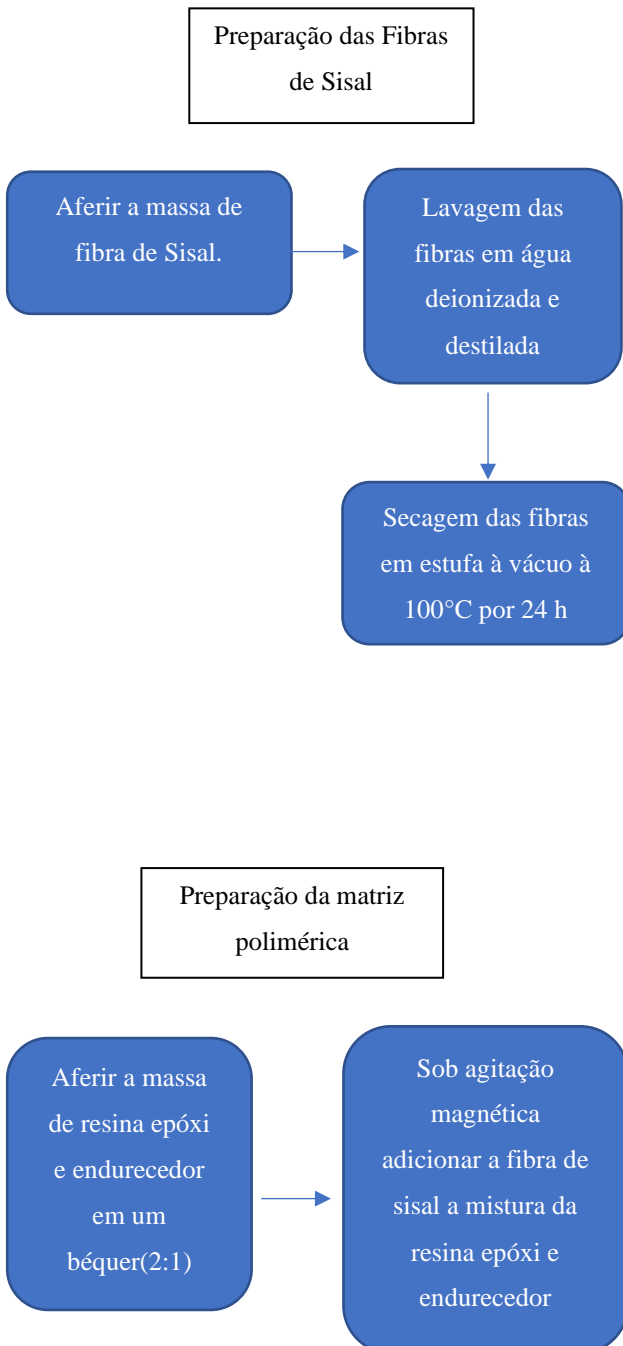 Preparação das Fibras
de Sisal
Aferir a massa de
fibra de Sisal.
Lavagem das
fibras em água
deionizada e
destilada
Secagem das fibras
em estufa à vácuo à
100°C por 24 h
Preparação da matriz
polimérica
Aferir a massa
de resina epóxi
e endurecedor
em um
béquer(2:1)
Sob agitação
magnética
adicionar a fibra de
sisal a mistura da
resina epóxi e
endurecedor